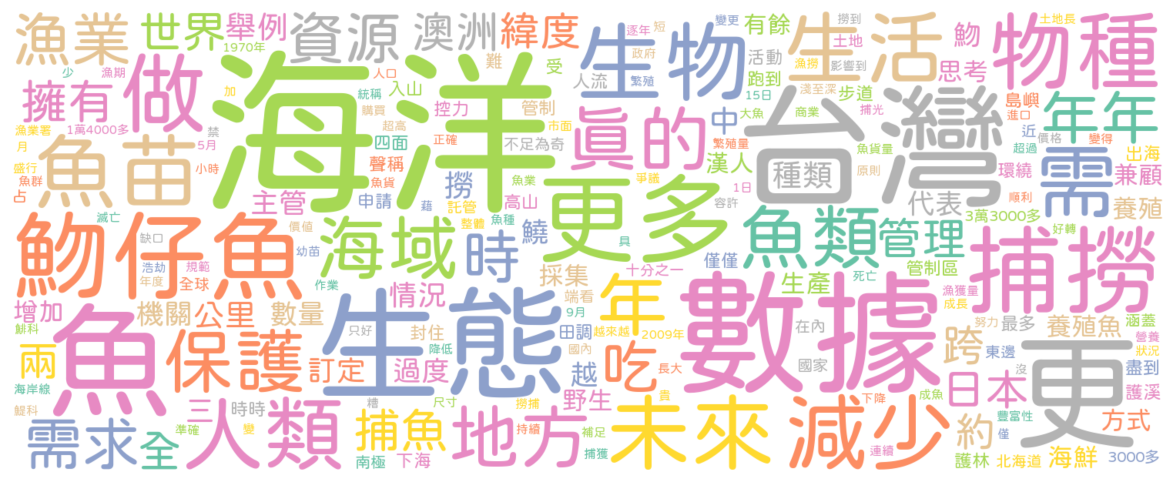 漁業
世界
舉例
1970年
資源
澳洲
緯度
難
受
生物
逐年
短
變更
政府
繁殖
有餘
活動
跑到
15日
撈到
土地
漁撈
影響到
淺至深
步道
生活
魩
思考
土地長
物種
擁有
做
少
漁期
加
海洋
人口
統稱
購買
入山
超高
控力
管制
人流
中
大魚
商業
捕光
台灣
島嶼
進口
近
超過
價格
變得
年年
漁業署
月
1萬4000多
禁
5月
小時
盛行
魚群
占
魚苗
四面
聲稱
魚貨
申請
正確
市面
不足為奇
真的
繁殖量
漢人
1日
容許
種類
魚貨量
原則
環繞
順利
需
出海
兼顧
養殖
主管
撈
藉
託管
整體
魚業
魚種
高山
爭議
更多
代表
3萬3000多
好轉
魩仔魚
滅亡
缺口
浩劫
年度
規範
全球
價值
幼苗
作業
海域
時
鱙
具
採集
端看
9月
十分之一
僅僅
魚類
管理
生產
死亡
管制區
漁獲量
成長
捕撈
增加
鯡科
機關
公里
數量
情況
生態
只好
封住
降低
田調
國內
越來越
2009年
年
數據
在內
國家
努力
最多
養殖魚
涵蓋
營養
狀況
兩
海岸線
魚
保護
訂定
過度
越
吃
長大
跨
東邊
沒
盡到
護溪
鯷科
三
時時
準確
變
人類
糟
尺寸
撈捕
野生
貴
下降
成魚
日本
豐富性
僅
更
方式
需求
全
南極
捕魚
下海
地方
持續
補足
捕獲
未來
減少
連續
約
護林
北海道
海鮮
3000多